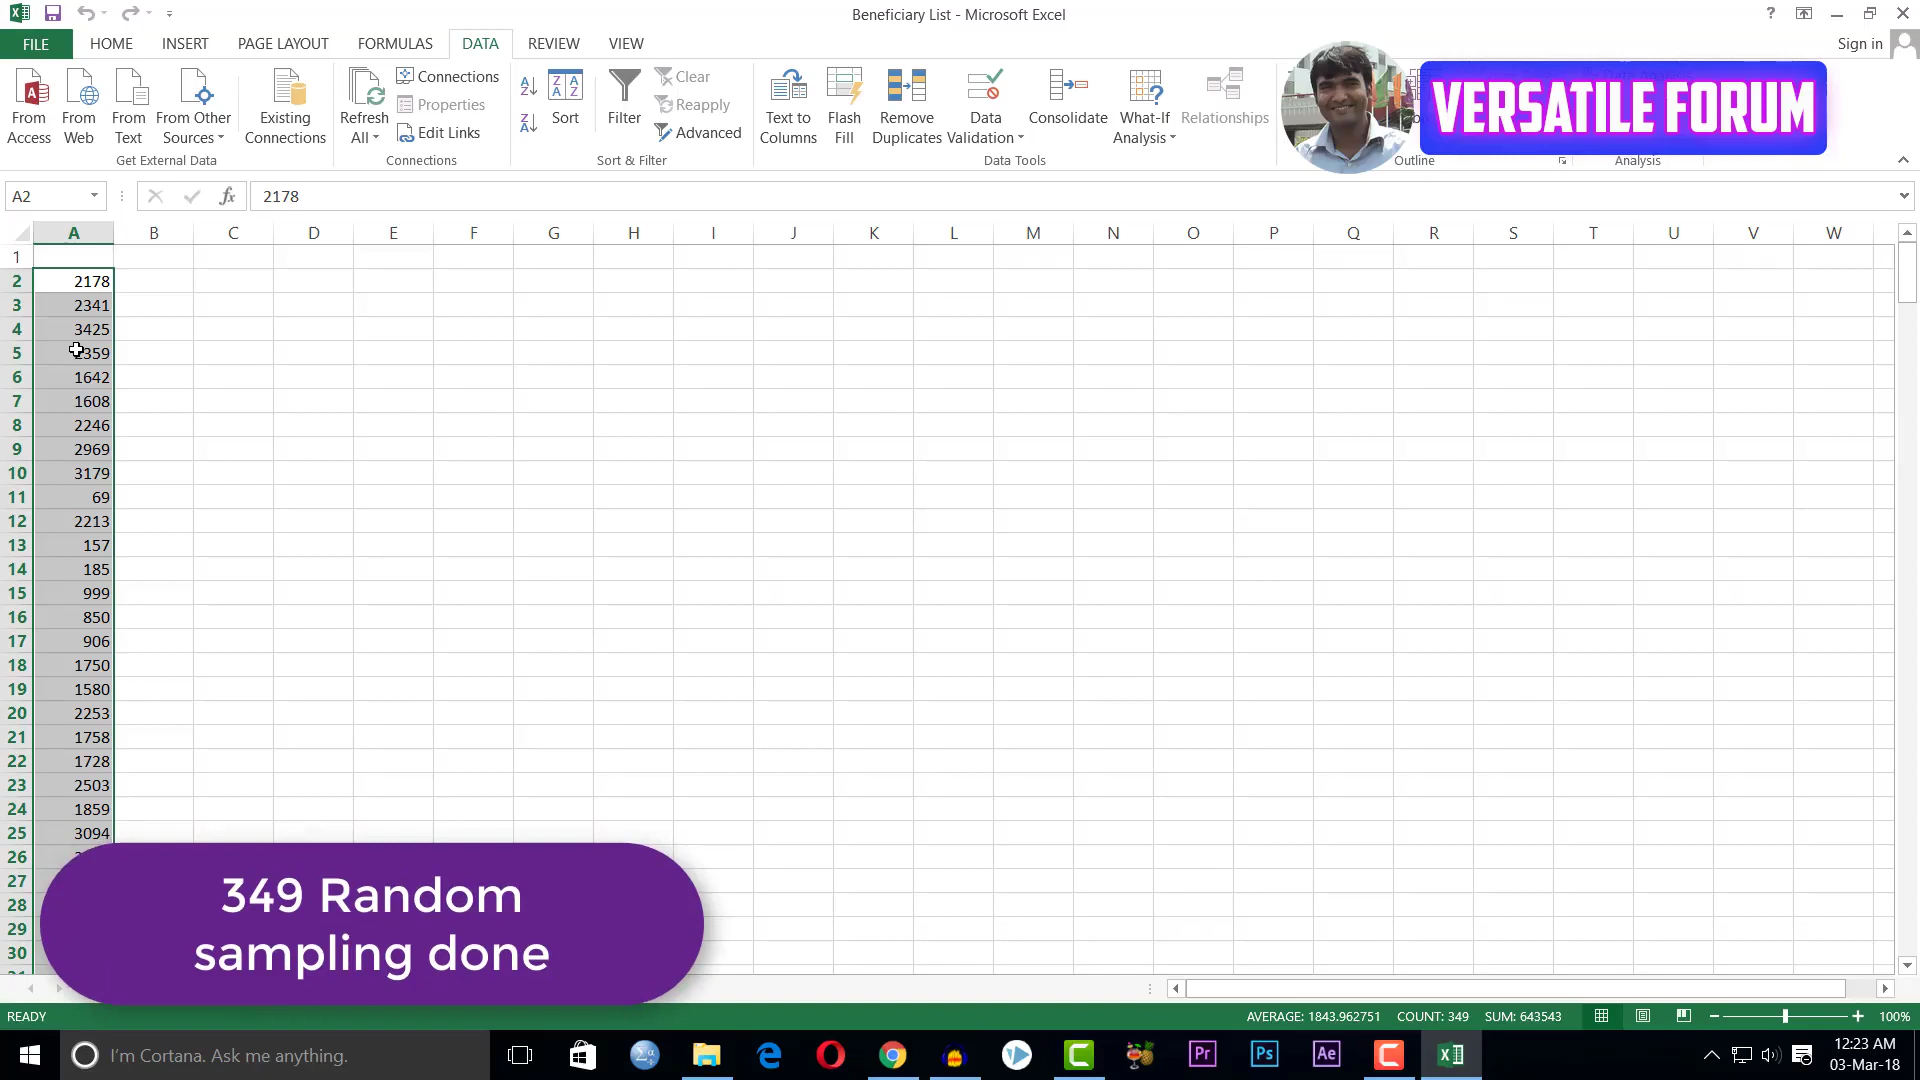 Beneficiary List - Microsoft Excel
FILE
HOME
INSERT
PAGE LAYOUT
FORMULAS
DATA
REVIEW
VIEW
Sign in
From Access
From Web
From Text
From Other Sources
Get External Data
Existing Connections
Refresh All
Connections
Properties
Edit Links
Connections
Sort
Filter
Clear
Reapply
Advanced
Sort & Filter
Text to Columns
Flash Fill
Remove Duplicates
Data Validation
Consolidate
What-If Analysis
Relationships
Data Tools
Outline
Analysis
VERSATILE FORUM
A2
fx
2178
A B C D E F G H I J K L M N O P Q R S T U V W
1
2 2178
3 2341
4 3425
5
6 1642
7 1608
8 2246
9 2969
10 3179
11 69
12 2213
13 157
14 185
15 999
16 850
17 906
18 1750
19 1580
20 2253
21 1758
22 1728
23 2503
24 1859
25 3094
26
27
28
29
30
349 Random
sampling done
READY
AVERAGE: 1843.962751 COUNT: 349 SUM: 643543
100%
I'm Cortana. Ask me anything.
Pr
Ps
Ae
12:23 AM
03-Mar-18